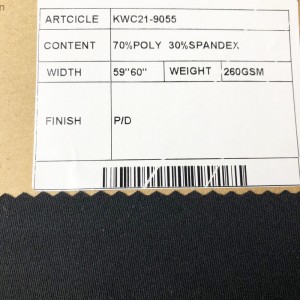 ARTCICLE KWC21-9055
CONTENT 70%POLY 30%SPANDEX
WIDTH 59"60" WEIGHT 260GSM
FINISH P/D